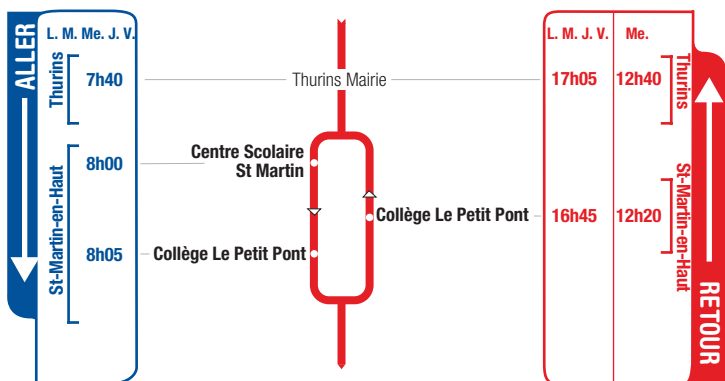 ALLER
L. M. Me. J. V.
Thurins
7h40
St-Martin-en-Haut
8h00
8h05
Thurins Mairie
Centre Scolaire
St Martin
Collège Le Petit Pont
Collège Le Petit Pont
L. M. J. V.
Me.
17h05
12h40
Thurins
16h45
12h20
St-Martin-en-Haut
RETOUR